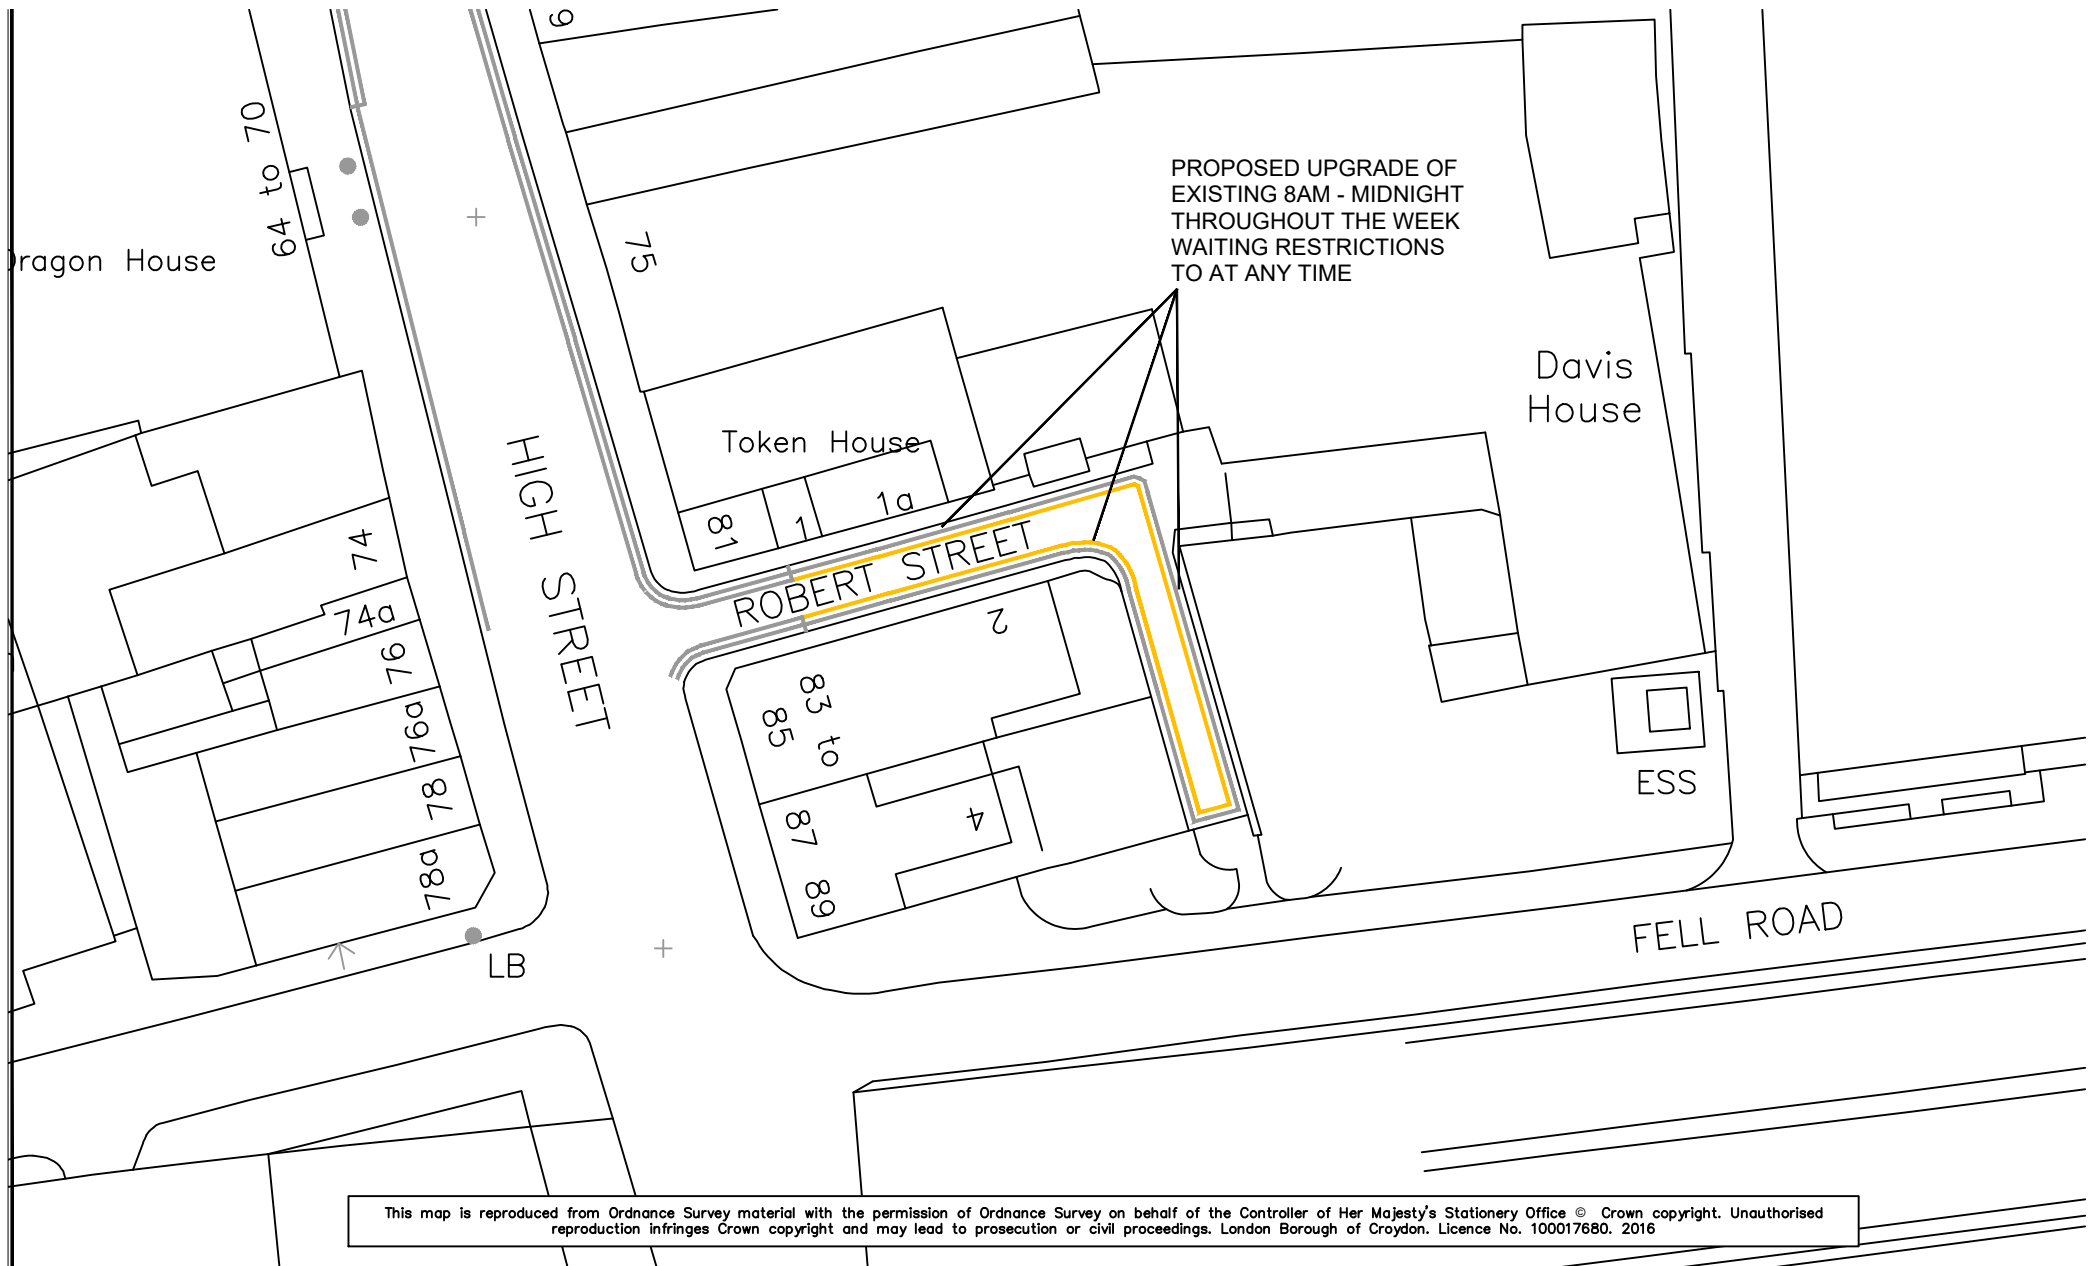 9
64 to 70
PROPOSED UPGRADE OF
EXISTING 8AM - MIDNIGHT
THROUGHOUT THE WEEK
WAITING RESTRICTIONS
TO AT ANY TIME
75
ragon House
Davis
House
Token House
HIGH STREET
81
1
1a
74
ROBERT STREET
74a
2
76
83 to
85
76a
78
87
4
ESS
78a
89
FELL ROAD
LB
This map is reproduced from Ordnance Survey material with the permission of Ordnance Survey on behalf of the Controller of Her Majesty's Stationery Office © Crown copyright. Unauthorised
reproduction infringes Crown copyright and may lead to prosecution or civil proceedings. London Borough of Croydon. Licence No. 100017680. 2016